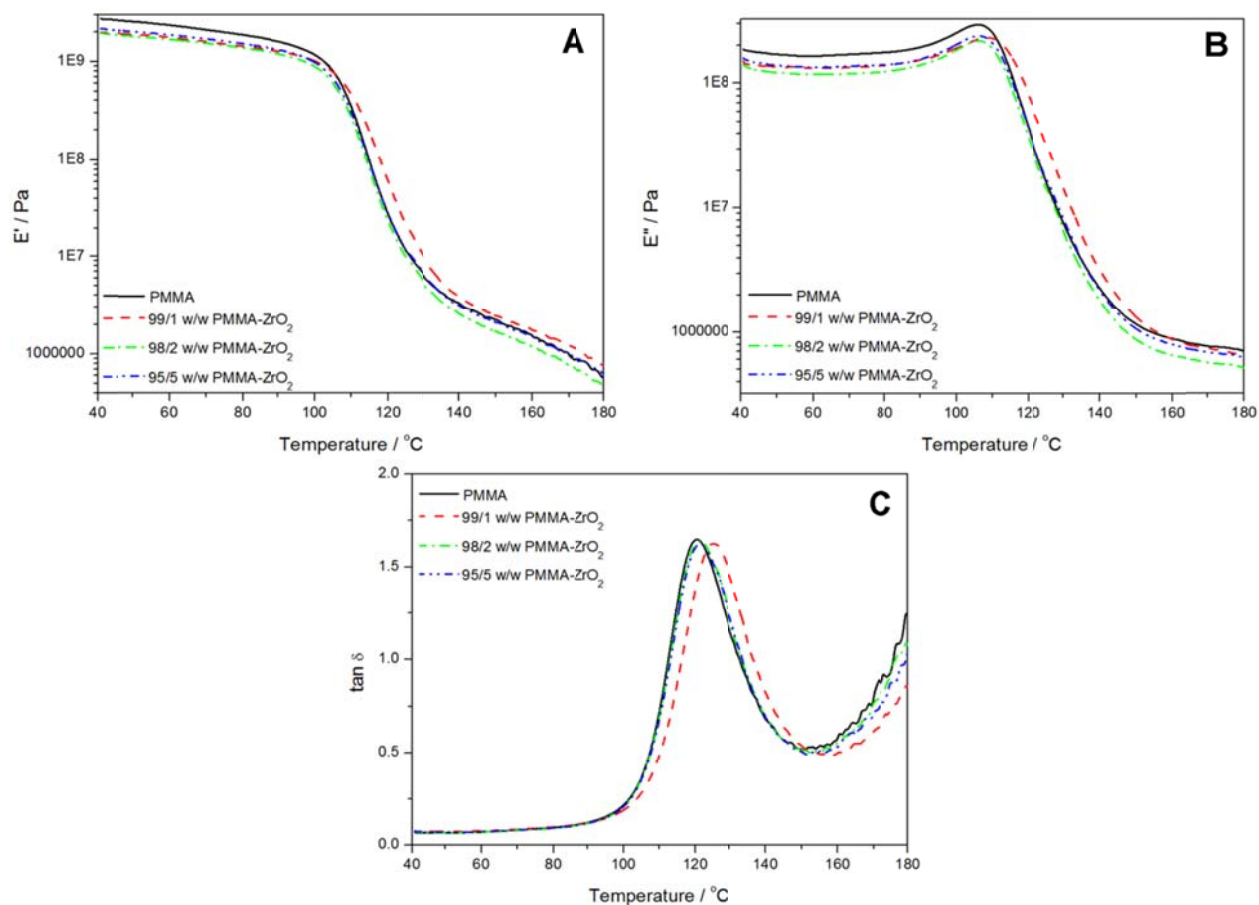 A
E' / Pa
1E9
1E8
1E7
1000000
PMMA
99/1 w/w PMMA-ZrO₂
98/2 w/w PMMA-ZrO₂
95/5 w/w PMMA-ZrO₂
40 60 80 100 120 140 160 180
Temperature / °C
B
E'' / Pa
1E8
1E7
1000000
PMMA
99/1 w/w PMMA-ZrO₂
98/2 w/w PMMA-ZrO₂
95/5 w/w PMMA-ZrO₂
40 60 80 100 120 140 160 180
Temperature / °C
C
tan δ
2.0
1.5
1.0
0.5
0.0
PMMA
99/1 w/w PMMA-ZrO₂
98/2 w/w PMMA-ZrO₂
95/5 w/w PMMA-ZrO₂
40 60 80 100 120 140 160 180
Temperature / °C